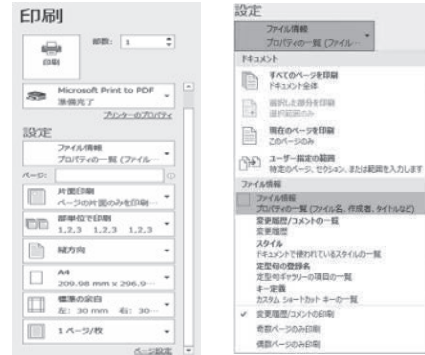 印刷
部数: 1
印刷
Microsoft Print to PDF
準備完了
プリンターのプロパティ
設定
ファイル情報
プロパティの一覧 (ファイル…
ページ:
片面印刷
ページの片面のみを印刷…
部単位で印刷
1,2,3 1,2,3 1,2,3
縦方向
A4
209.98 mm x 296.9…
標準の余白
左: 30 mm 右: 30…
1 ページ/枚
ページ設定
設定
ファイル情報
プロパティの一覧 (ファイル…
ドキュメント
すべてのページを印刷
ドキュメント全体
選択した部分を印刷
選択範囲のみ
現在のページを印刷
このページのみ
ユーザー指定の範囲
特定のページ、セクション、または範囲を入力します
ファイル情報
ファイル情報
プロパティの一覧 (ファイル名、作成者、タイトルなど)
変更履歴/コメントの一覧
変更履歴
スタイル
ドキュメントで使われているスタイルの一覧
定型句の登録名
定型句ギャラリーの項目の一覧
キー定義
カスタム ショートカット キーの一覧
変更履歴/コメントの印刷
奇数ページのみ印刷
偶数ページのみ印刷